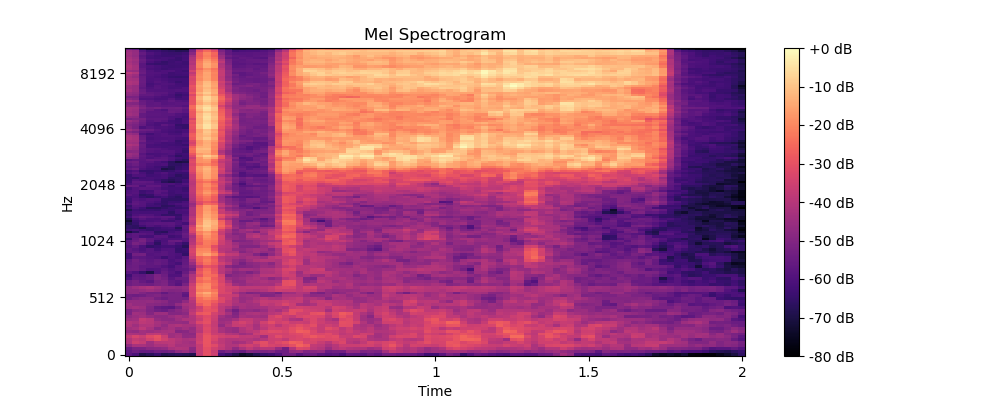 Mel Spectrogram
8192
4096
2048
1024
512
0
Hz
0
0.5
1
1.5
2
Time
+0 dB
-10 dB
-20 dB
-30 dB
-40 dB
-50 dB
-60 dB
-70 dB
-80 dB